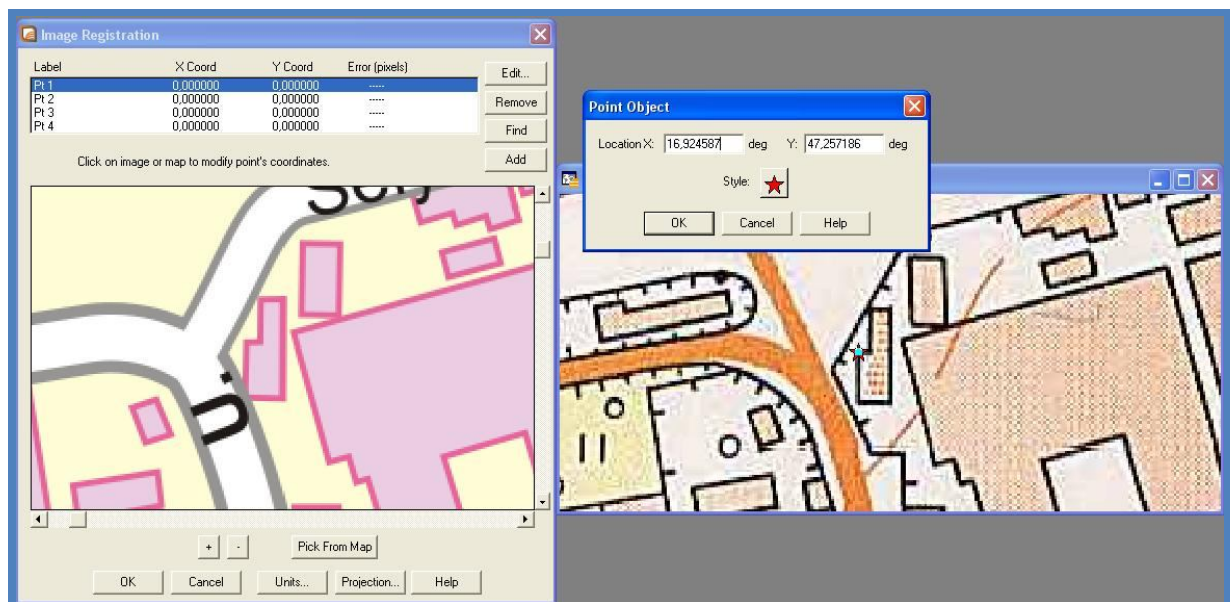 Image Registration
Label X Coord Y Coord Error (pixels)
Pt 1 0,000000 0,000000 -----
Pt 2 0,000000 0,000000 -----
Pt 3 0,000000 0,000000 -----
Pt 4 0,000000 0,000000 -----
Edit...
Remove
Find
Add
Click on image or map to modify point's coordinates.
u.
+ - Pick From Map
OK Cancel Units... Projection... Help
Point Object
Location X: 16,924587 deg Y: 47,257186 deg
Style:
OK Cancel Help